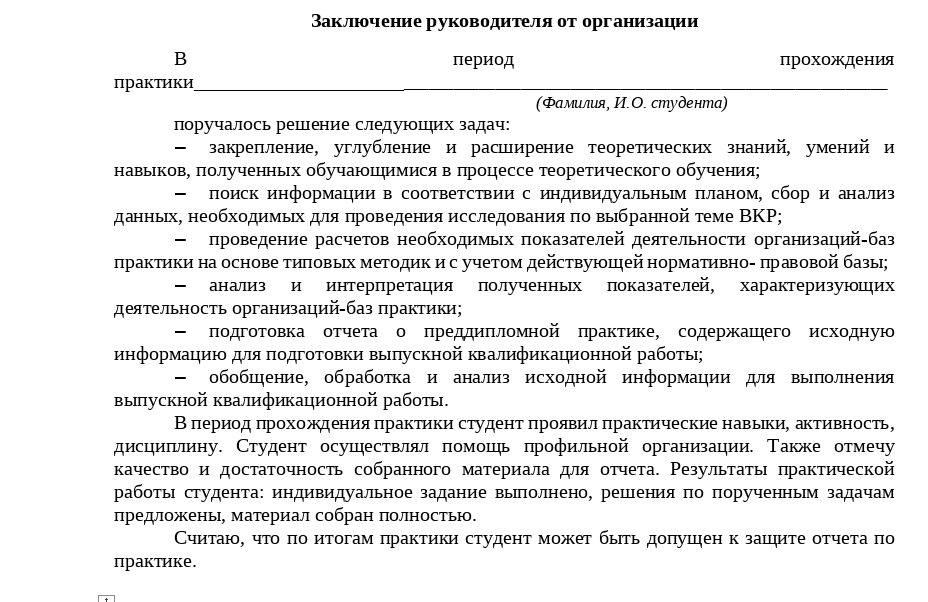 Заключение руководителя от организации
В период прохождения
практики______________________________________________________________________
(Фамилия, И.О. студента)
поручалось решение следующих задач:
– закрепление, углубление и расширение теоретических знаний, умений и
навыков, полученных обучающимися в процессе теоретического обучения;
– поиск информации в соответствии с индивидуальным планом, сбор и анализ
данных, необходимых для проведения исследования по выбранной теме ВКР;
– проведение расчетов необходимых показателей деятельности организаций-баз
практики на основе типовых методик и с учетом действующей нормативно- правовой базы;
– анализ и интерпретация полученных показателей, характеризующих
деятельность организаций-баз практики;
– подготовка отчета о преддипломной практике, содержащего исходную
информацию для подготовки выпускной квалификационной работы;
– обобщение, обработка и анализ исходной информации для выполнения
выпускной квалификационной работы.
В период прохождения практики студент проявил практические навыки, активность,
дисциплину. Студент осуществлял помощь профильной организации. Также отмечу
качество и достаточность собранного материала для отчета. Результаты практической
работы студента: индивидуальное задание выполнено, решения по порученным задачам
предложены, материал собран полностью.
Считаю, что по итогам практики студент может быть допущен к защите отчета по
практике.